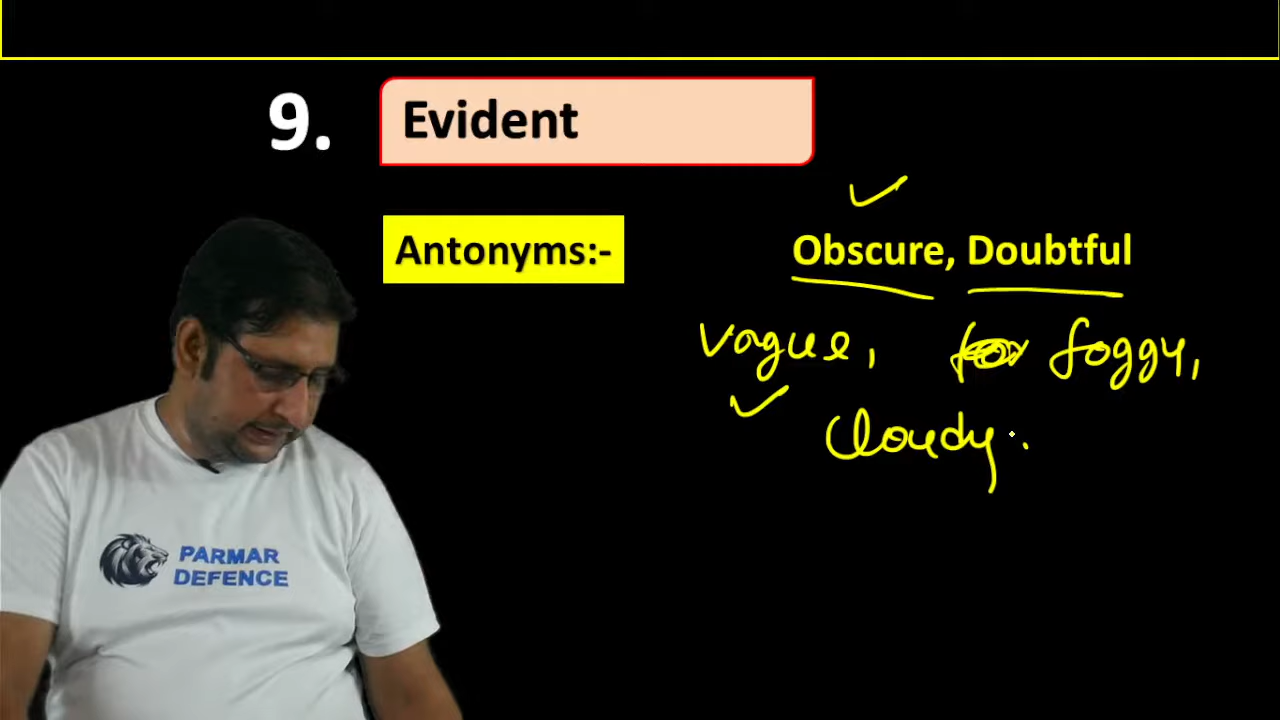 9. Evident
Antonyms:- Obscure, Doubtful
Vague, foggy,
Cloudy.
PARMAR
DEFENCE